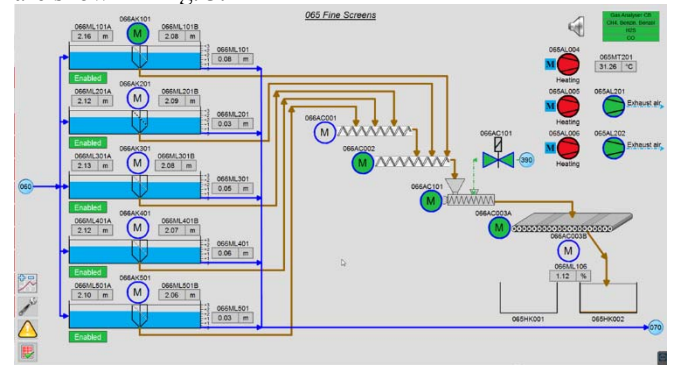 065 Fine Screens
Gas Analyser CR
CH4, Benzol, Benzol
H2S
CO
066AK101
066ML101A
2.16 m
M
066ML101B
2.08 m
066ML101
0.08 m
Enabled
066AK201
066ML201A
2.12 m
M
066ML201B
2.09 m
066ML201
0.03 m
Enabled
066AK301
066ML301A
2.13 m
M
066ML301B
2.08 m
066ML301
0.05 m
Enabled
066AK401
066ML401A
2.12 m
M
066ML401B
2.07 m
066ML401
0.06 m
Enabled
066AK501
066ML501A
2.10 m
M
066ML501B
2.06 m
066ML501
0.03 m
Enabled
060
066AC001
M
066AC002
M
066AC101
390
066AC101
M
066AC003A
M
066AC003B
M
066ML106
1.12 %
065HK001
065HK002
070
065AL004
M
Heating
065MT201
31.26 °C
065AL005
M
Heating
065AL201
Exhaust air
065AL006
M
Heating
065AL202
Exhaust air